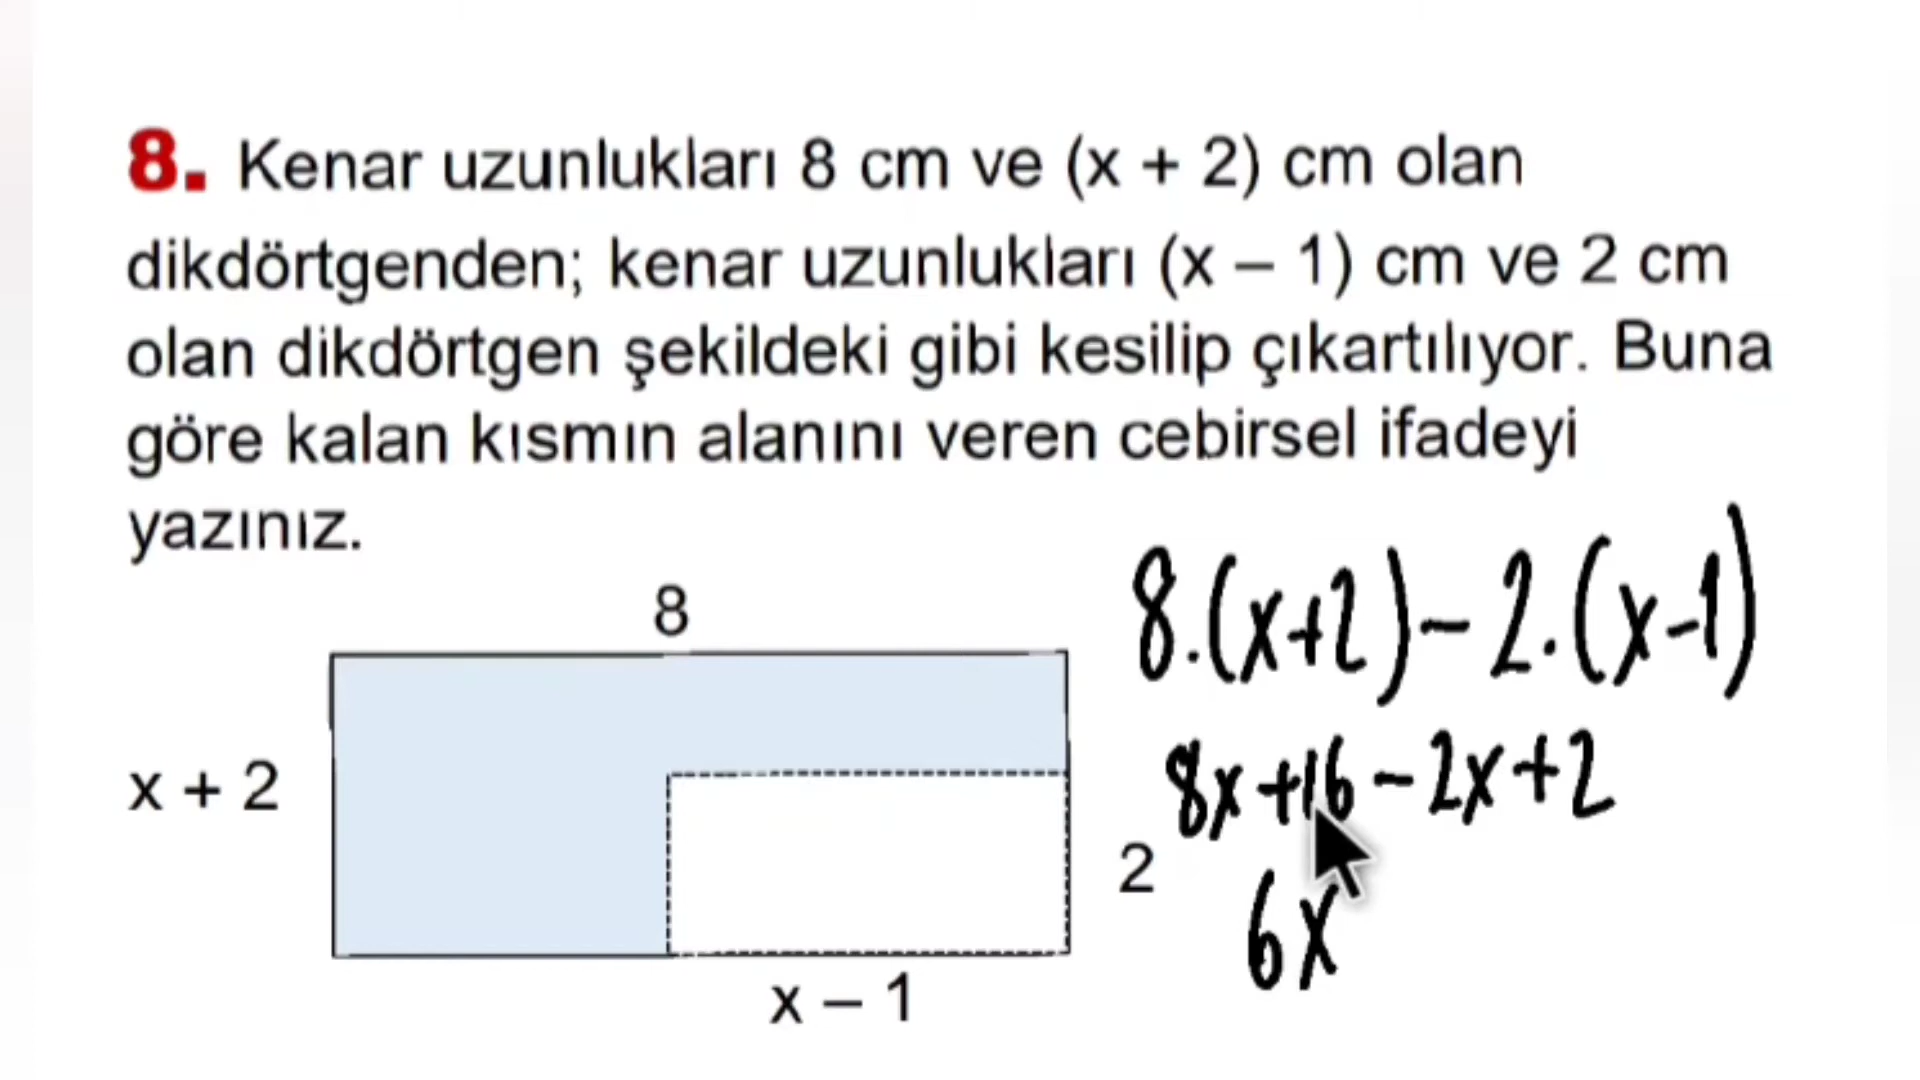 8. Kenar uzunlukları 8 cm ve (x + 2) cm olan
dikdörtgenden; kenar uzunlukları (x – 1) cm ve 2 cm
olan dikdörtgen şekildeki gibi kesilip çıkartılıyor. Buna
göre kalan kısmın alanını veren cebirsel ifadeyi
yazınız.
8
x + 2
2
x – 1
8.(x+2)-2.(x-1)
8x+16-2x+2
6x